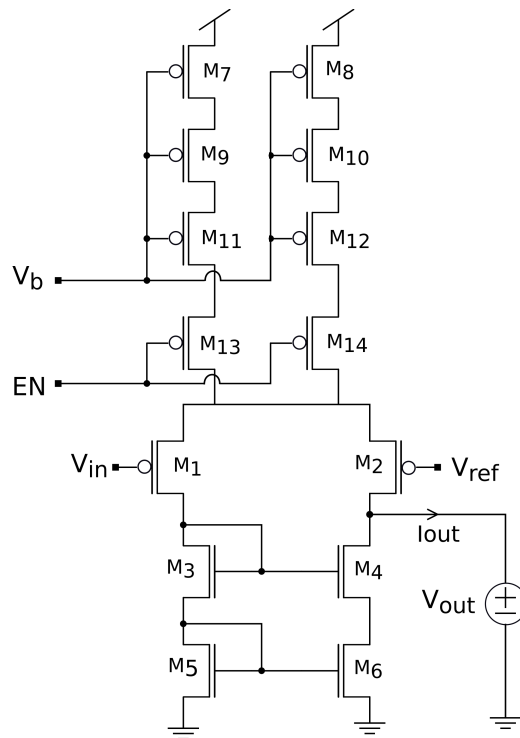 M7 M8
M9 M10
M11 M12
Vb
M13 M14
EN
Vin M1 M2 Vref
Iout
M3 M4
Vout
M5 M6